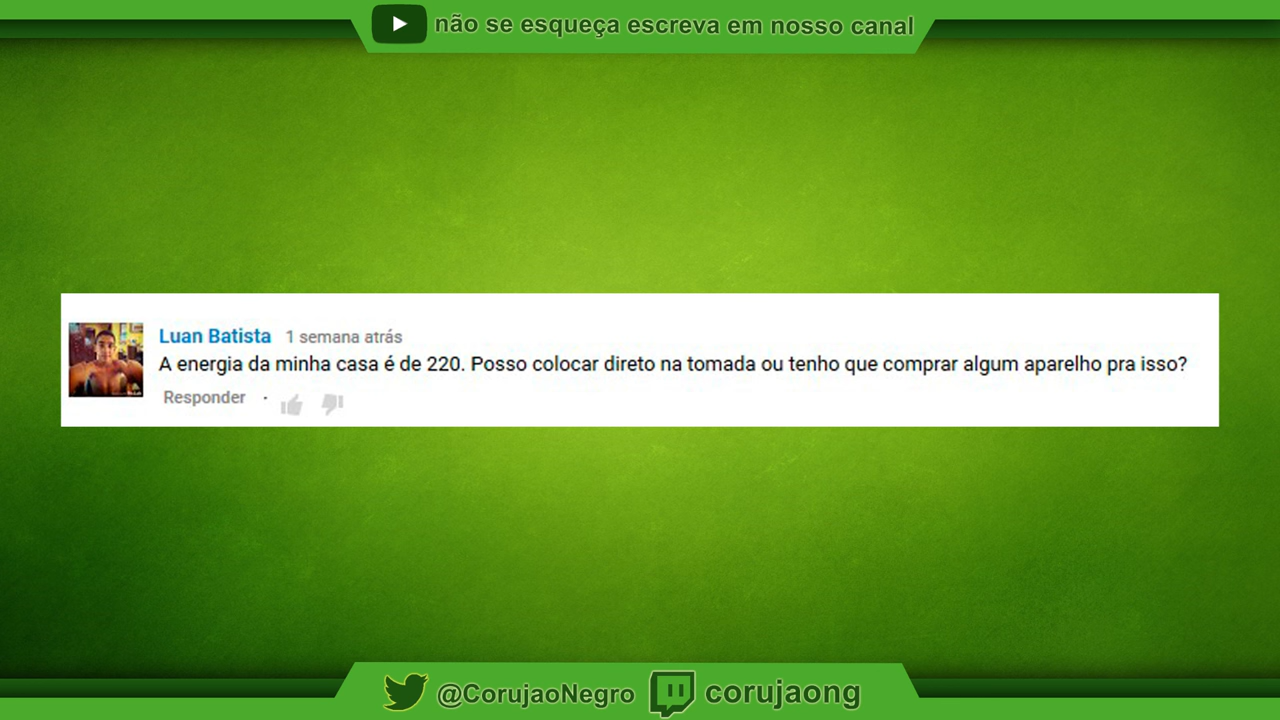 não se esqueça escreva em nosso canal
Luan Batista 1 semana atrás
A energia da minha casa é de 220. Posso colocar direto na tomada ou tenho que comprar algum aparelho pra isso?
Responder ·
@CorujaoNegro corujaong